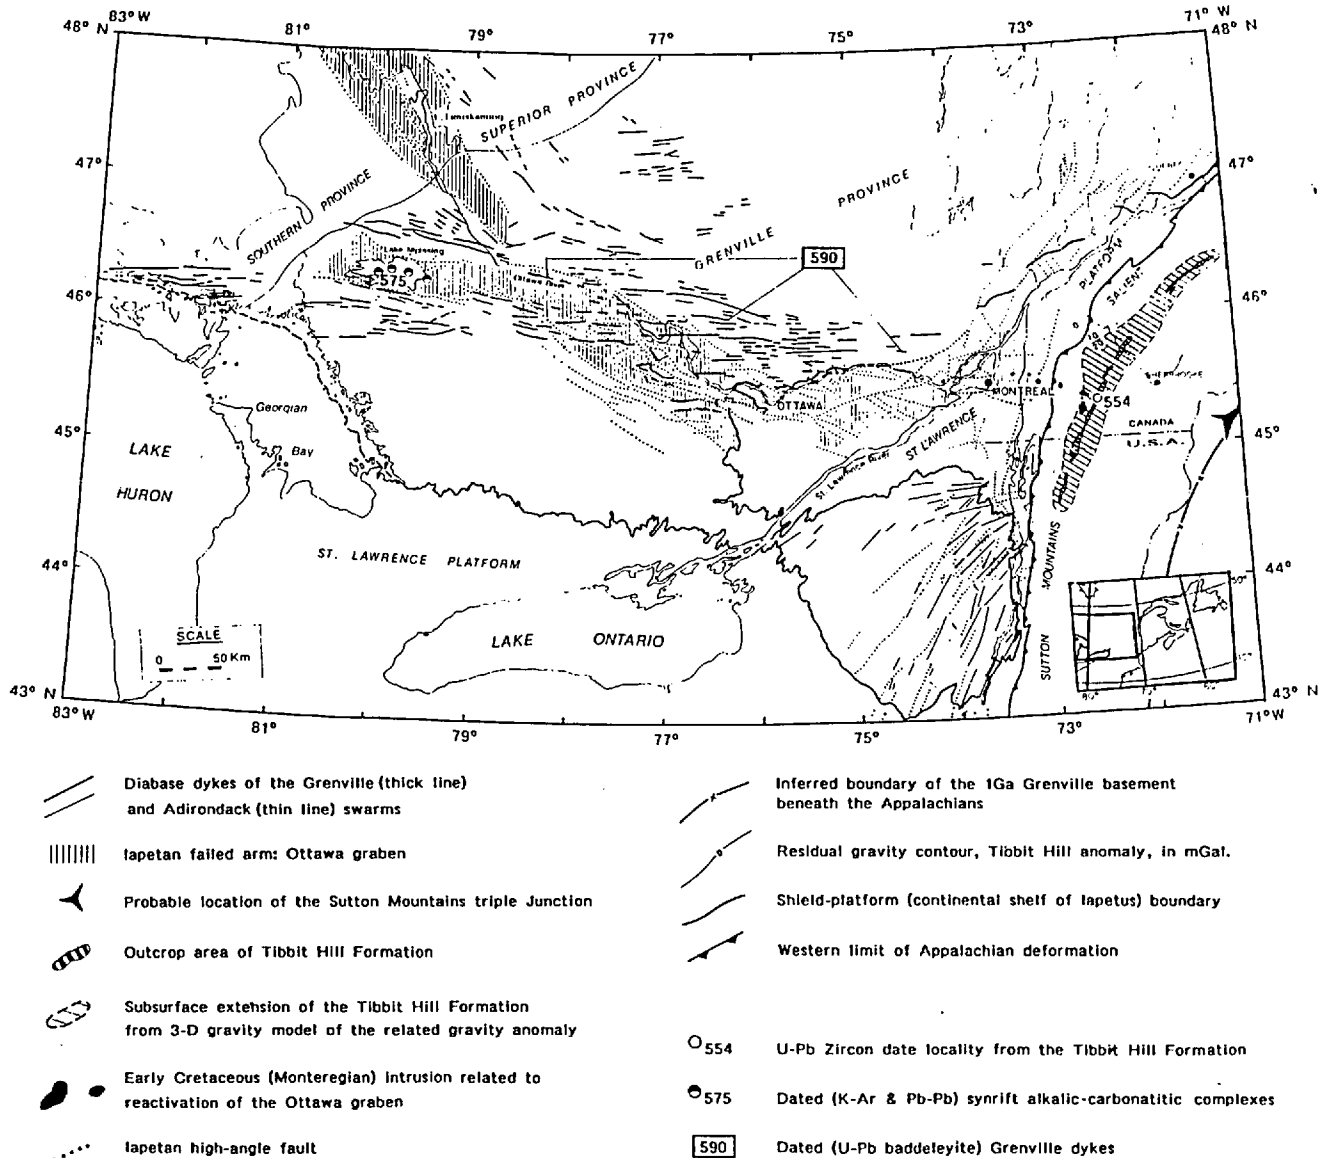 83° W
81°
79°
77°
75°
73°
71° W
48° N
48° N
47°
47°
46°
46°
45°
45°
44°
44°
43° N
43° N
83° W
81°
79°
77°
75°
73°
71° W
SUPERIOR PROVINCE
SOUTHERN PROVINCE
GRENVILLE
PROVINCE
590
575
554
Georgian
Bay
LAKE
HURON
OTTAWA
MONTREAL
CANADA
U.S.A.
PLATFORM
SALIENT
St. Lawrence River
ST LAWRENCE
ST. LAWRENCE PLATFORM
LAKE ONTARIO
SUTTON MOUNTAINS
SCALE
0 50 Km
Diabase dykes of the Grenville (thick line)
and Adirondack (thin line) swarms
Iapetan failed arm: Ottawa graben
Probable location of the Sutton Mountains triple Junction
Outcrop area of Tibbit Hill Formation
Subsurface extension of the Tibbit Hill Formation
from 3-D gravity model of the related gravity anomaly
Early Cretaceous (Monteregian) intrusion related to
reactivation of the Ottawa graben
Iapetan high-angle fault
Inferred boundary of the 1Ga Grenville basement
beneath the Appalachians
Residual gravity contour, Tibbit Hill anomaly, in mGal.
Shield-platform (continental shelf of Iapetus) boundary
Western limit of Appalachian deformation
554 U-Pb Zircon date locality from the Tibbit Hill Formation
575 Dated (K-Ar & Pb-Pb) synrift alkalic-carbonatitic complexes
590 Dated (U-Pb baddeleyite) Grenville dykes